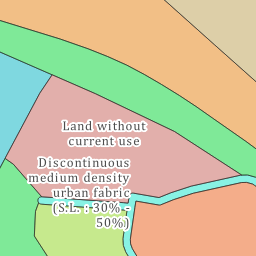 Land without
current use
Discontinuous
medium density
urban fabric
(S.L. : 30% -
50%)